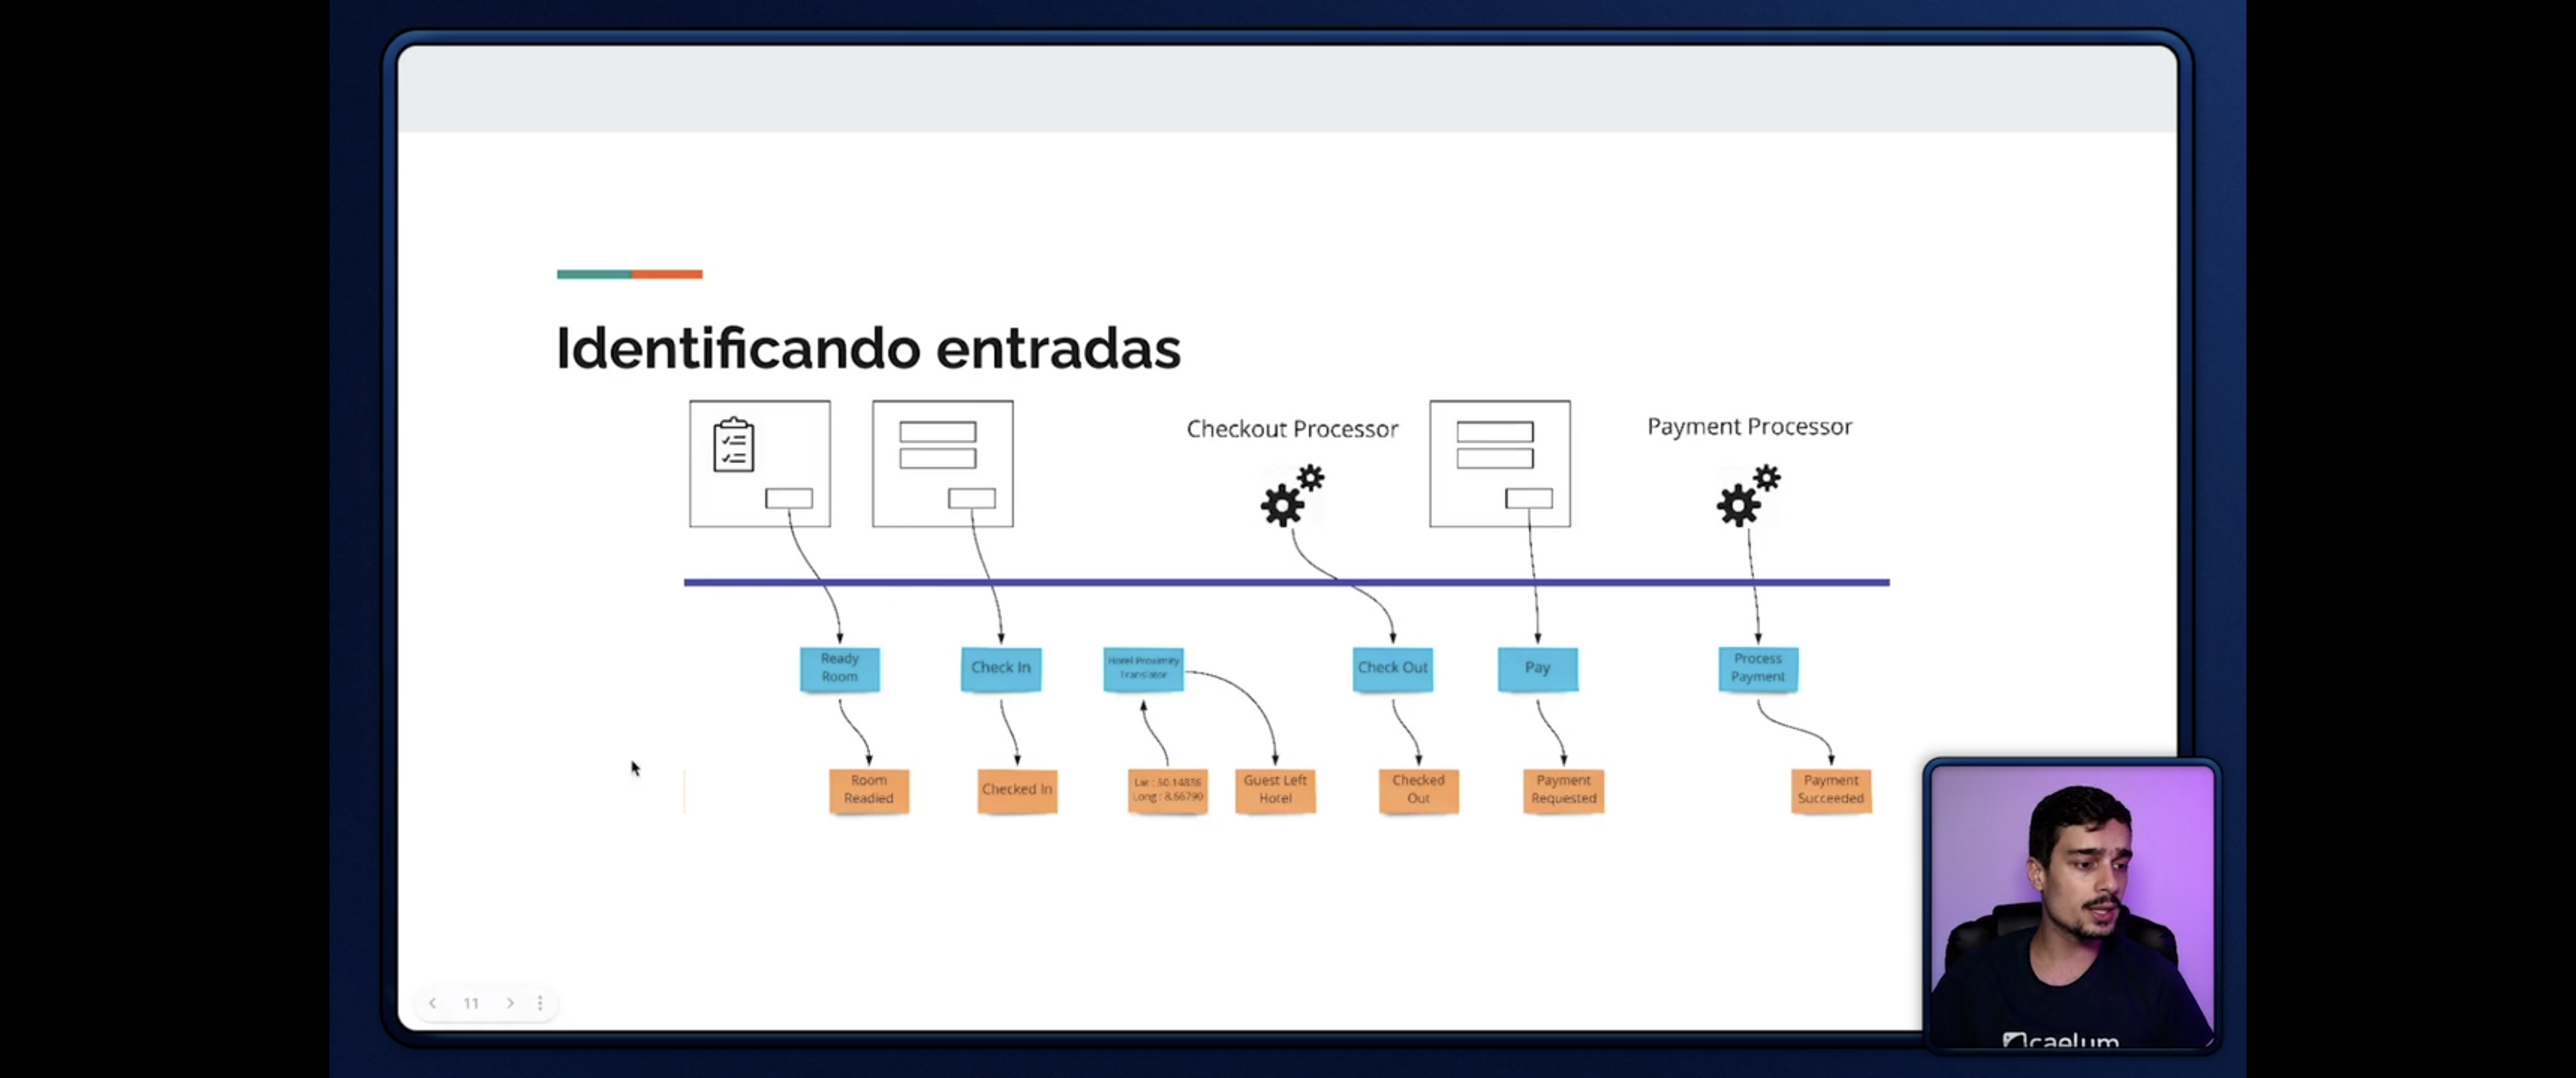 Identificando entradas
Checkout Processor
Payment Processor
Ready
Room
Check In
Hotel Proximity
Translator
Check Out
Pay
Process
Payment
Room
Readied
Checked In
Lat : 50.14836
Long : 8.66790
Guest Left
Hotel
Checked
Out
Payment
Requested
Payment
Succeeded
11
caelum